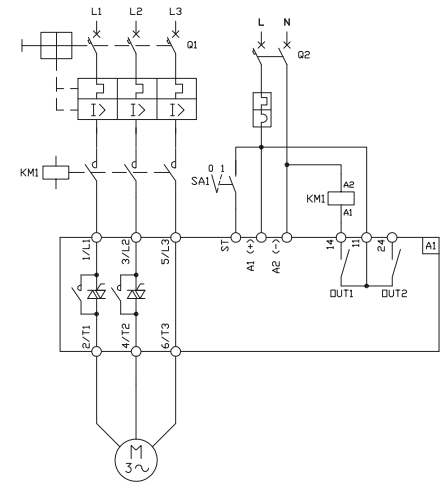 L1 L2 L3
L N
Q1
Q2
I> I> I>
KM1
0 1
SA1
KM1
A2
A1
1/L1
3/L2
5/L3
ST
A1 (+)
A2 (-)
14
11
24
A1
OUT1
OUT2
2/T1
4/T2
6/T3
M
3~